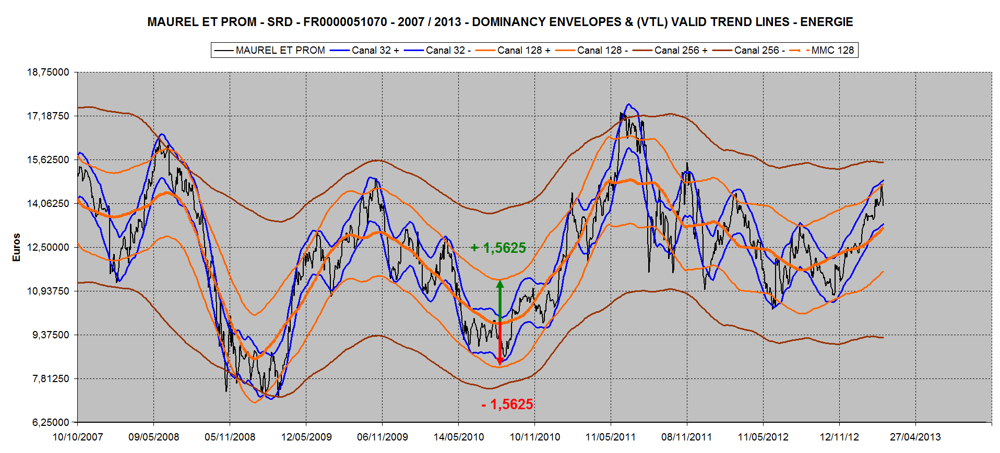 MAUREL ET PROM - SRD - FR0000051070 - 2007 / 2013 - DOMINANCY ENVELOPES & (VTL) VALID TREND LINES - ENERGIE
MAUREL ET PROM Canal 32 + Canal 32 - Canal 128 + Canal 128 - Canal 256 + Canal 256 - MMC 128
18,75000
17,18750
15,62500
14,06250
12,50000
10,93750
9,37500
7,81250
6,25000
Euros
+ 1,5625
- 1,5625
10/10/2007 09/05/2008 05/11/2008 12/05/2009 06/11/2009 14/05/2010 10/11/2010 11/05/2011 08/11/2011 11/05/2012 12/11/12 27/04/2013